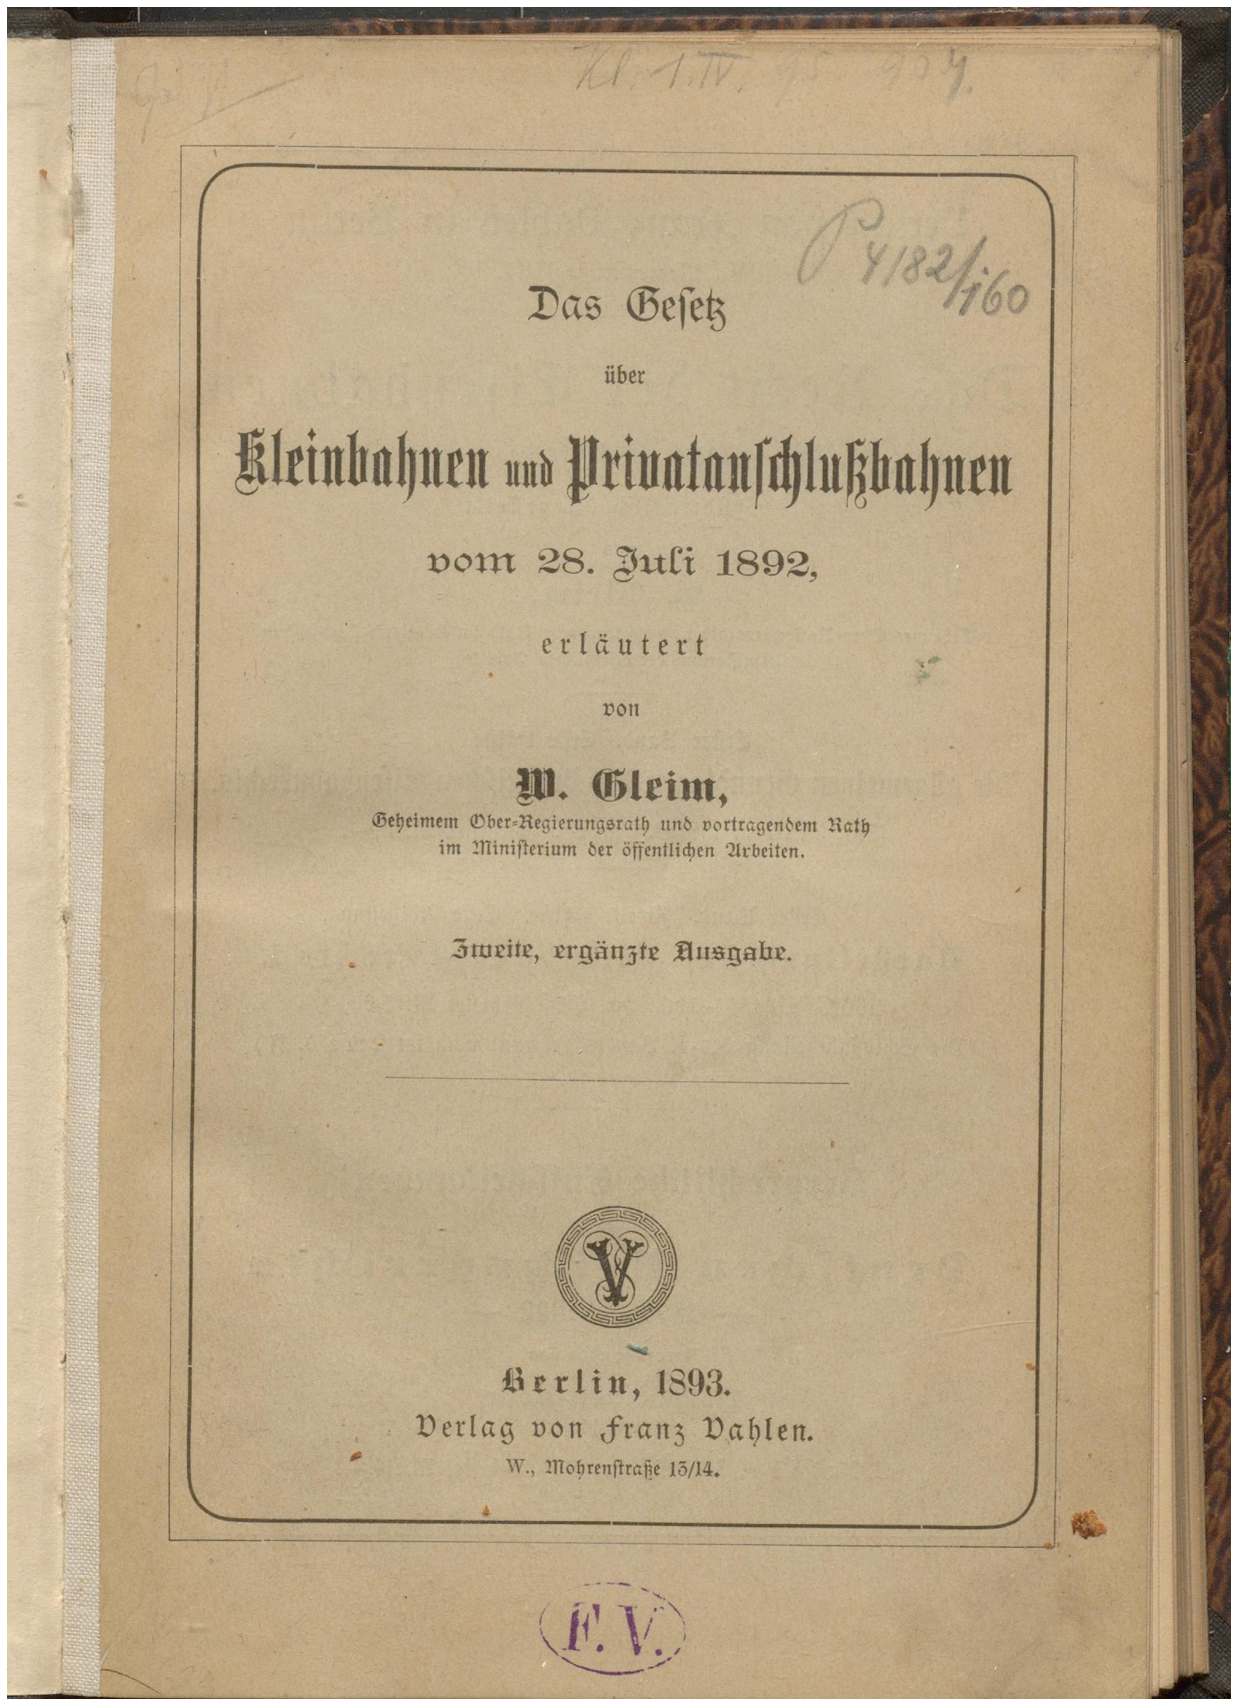 Kl. 1. IV.
P 4182/160
Das Geſetz
über
Kleinbahnen und Privatanſchlußbahnen
vom 28. Juli 1892,
erläutert
von
W. Gleim,
Geheimem Ober-Regierungsrath und vortragendem Rath
im Miniſterium der öffentlichen Arbeiten.
Zweite, ergänzte Ausgabe.
V
Berlin, 1893.
Verlag von Franz Vahlen.
W., Mohrenſtraße 13/14.
F. V.